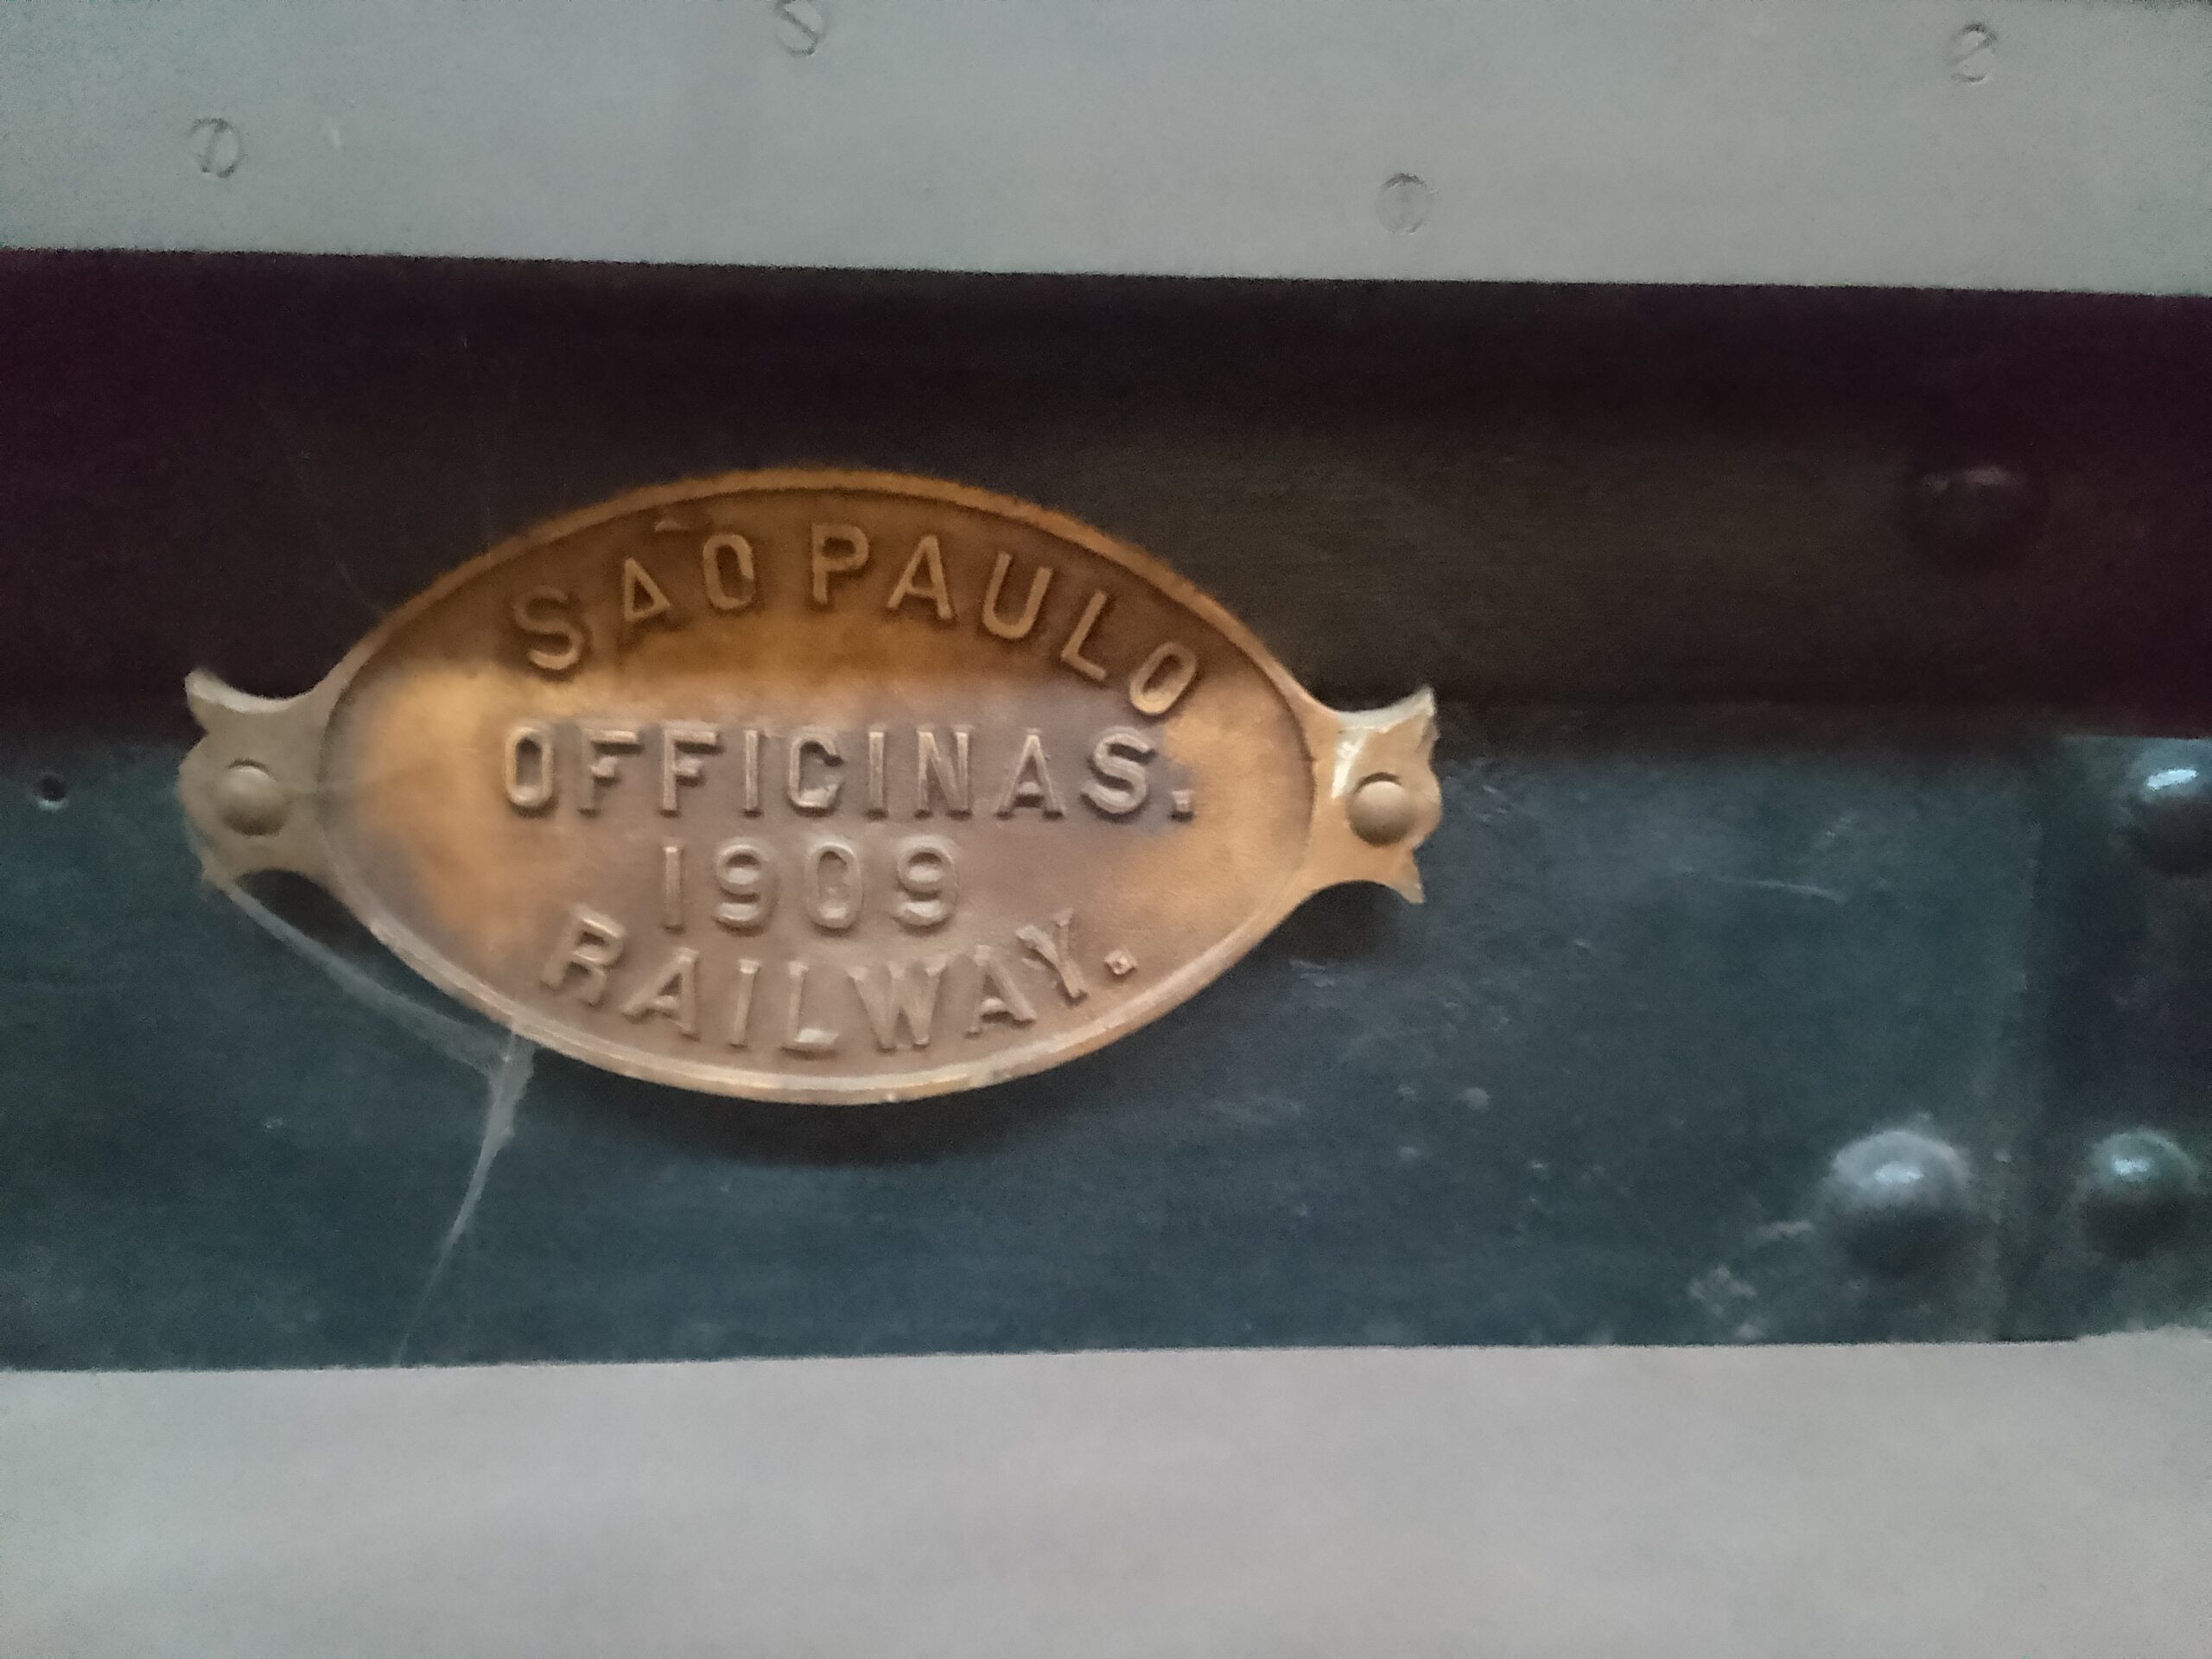 SÃO PAULO
OFFICINAS.
1909
RAILWAY.